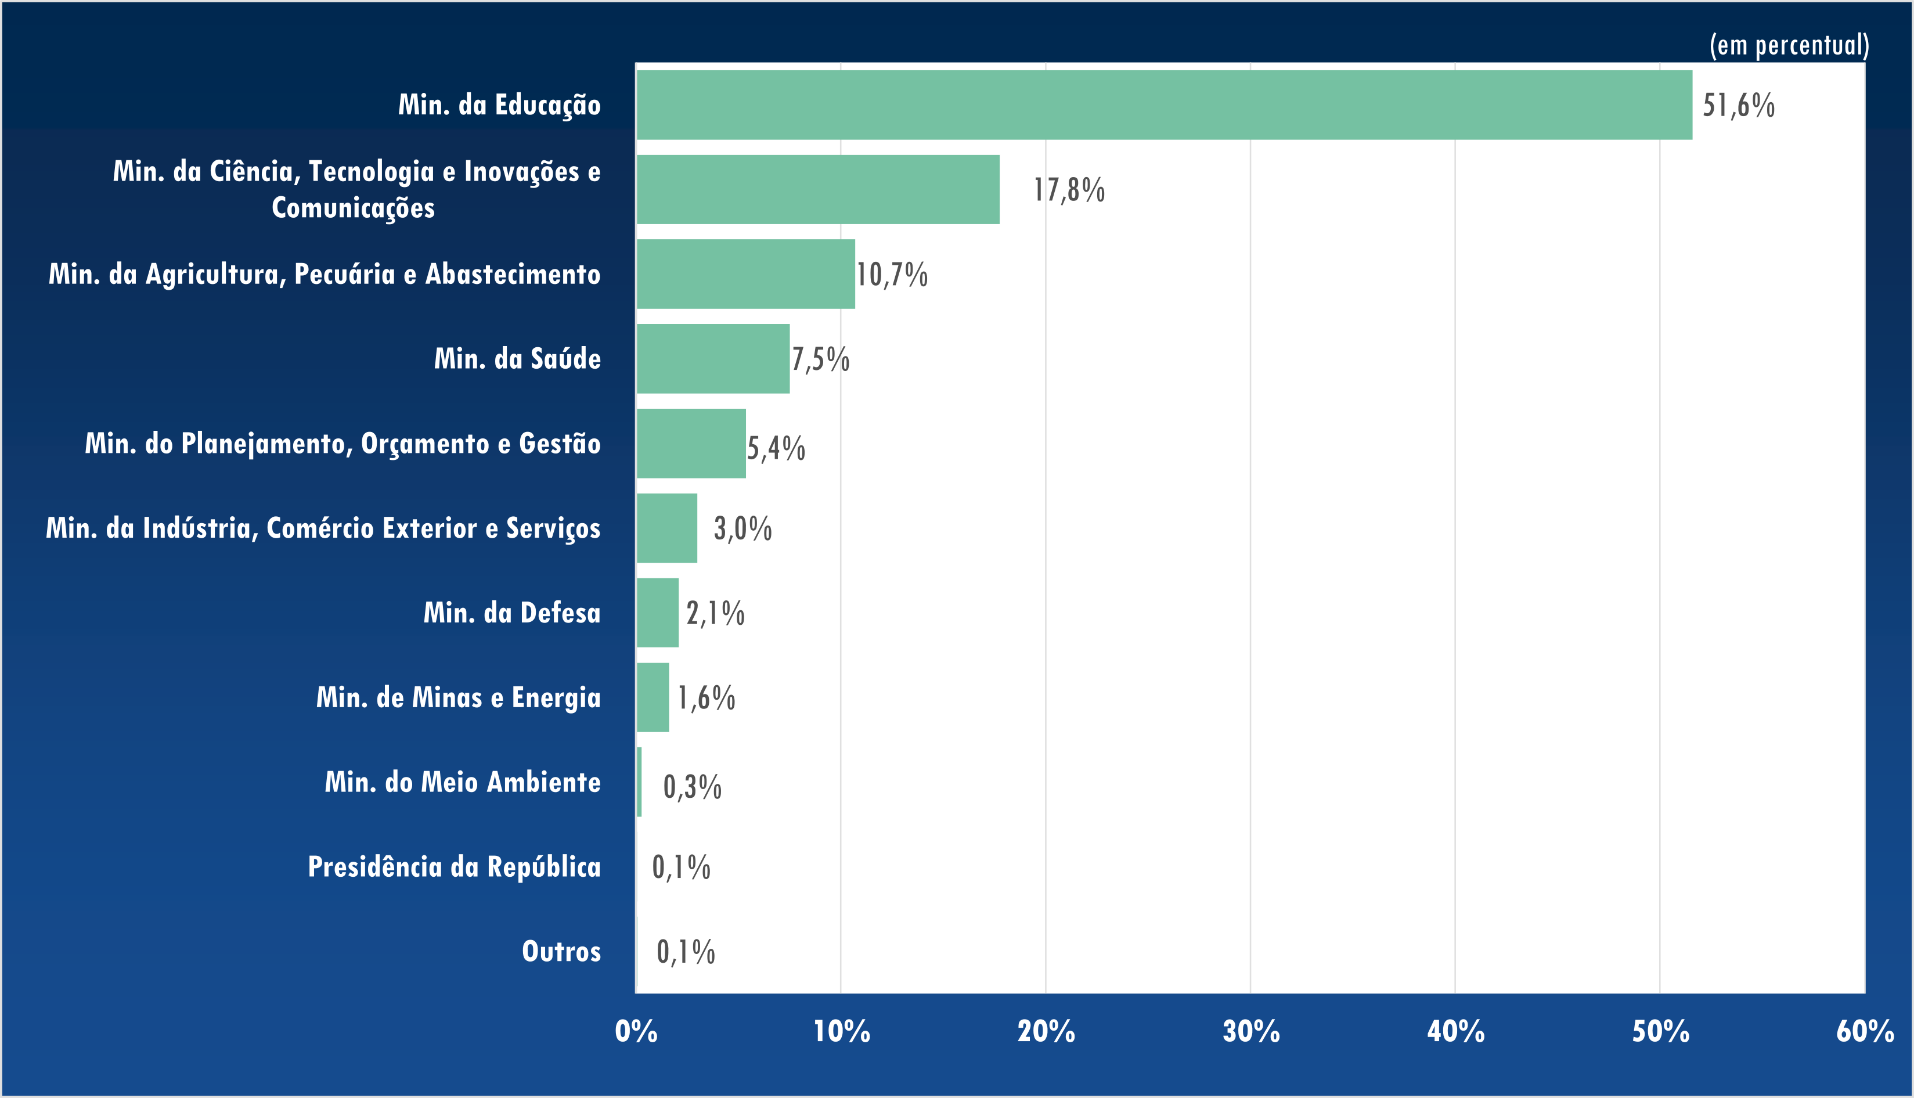 (em percentual)
Min. da Educação 51,6%
Min. da Ciência, Tecnologia e Inovações e
Comunicações 17,8%
Min. da Agricultura, Pecuária e Abastecimento 10,7%
Min. da Saúde 7,5%
Min. do Planejamento, Orçamento e Gestão 5,4%
Min. da Indústria, Comércio Exterior e Serviços 3,0%
Min. da Defesa 2,1%
Min. de Minas e Energia 1,6%
Min. do Meio Ambiente 0,3%
Presidência da República 0,1%
Outros 0,1%
0% 10% 20% 30% 40% 50% 60%